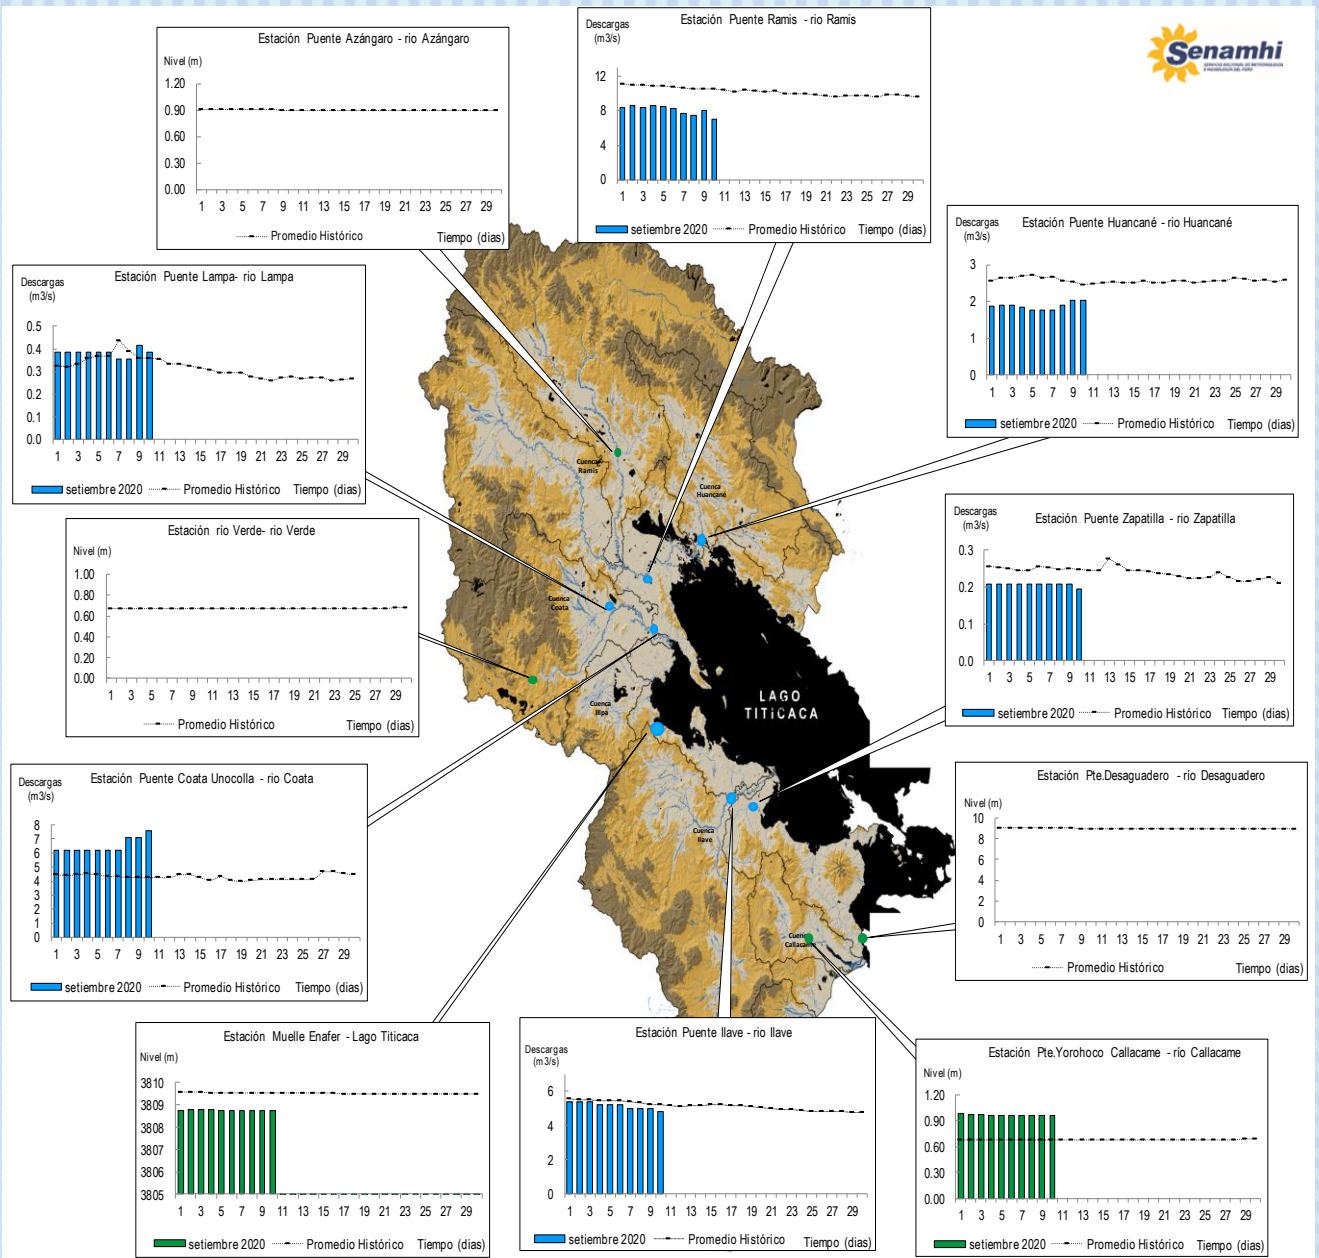 Estación Puente Azángaro - rio Azángaro
Nivel (m)
1.20
0.90
0.60
0.30
0.00
1 3 5 7 9 11 13 15 17 19 21 23 25 27 29
Promedio Histórico Tiempo (dias)
Estación Puente Ramis - rio Ramis
Descargas
(m3/s)
12
8
4
0
1 3 5 7 9 11 13 15 17 19 21 23 25 27 29
setiembre 2020 Promedio Histórico Tiempo (dias)
Senamhi
Estación Puente Huancané - rio Huancané
Descargas
(m3/s)
3
2
1
0
1 3 5 7 9 11 13 15 17 19 21 23 25 27 29
setiembre 2020 Promedio Histórico Tiempo (dias)
Estación Puente Lampa- rio Lampa
Descargas
(m3/s)
0.5
0.4
0.3
0.2
0.1
0.0
1 3 5 7 9 11 13 15 17 19 21 23 25 27 29
setiembre 2020 Promedio Histórico Tiempo (dias)
Estación río Verde- rio Verde
Nivel (m)
1.00
0.80
0.60
0.40
0.20
0.00
1 3 5 7 9 11 13 15 17 19 21 23 25 27 29
Promedio Histórico Tiempo (dias)
Estación Puente Zapatilla - rio Zapatilla
Descargas
(m3/s)
0.3
0.2
0.1
0.0
1 3 5 7 9 11 13 15 17 19 21 23 25 27 29
setiembre 2020 Promedio Histórico Tiempo (dias)
Cuenca
Ramis
Cuenca
Huancané
Cuenca
Coata
Cuenca
Illpa
LAGO
TITICACA
Cuenca
Ilave
Cuenca
Callacame
Estación Puente Coata Unocolla - rio Coata
Descargas
(m3/s)
8
7
6
5
4
3
2
1
0
1 3 5 7 9 11 13 15 17 19 21 23 25 27 29
setiembre 2020 Promedio Histórico Tiempo (dias)
Estación Pte.Desaguadero - río Desaguadero
Nivel (m)
10
8
6
4
2
0
1 3 5 7 9 11 13 15 17 19 21 23 25 27 29
Promedio Histórico Tiempo (dias)
Estación Muelle Enafer - Lago Titicaca
Nivel (m)
3810
3809
3808
3807
3806
3805
1 3 5 7 9 11 13 15 17 19 21 23 25 27 29
setiembre 2020 Promedio Histórico Tiempo (dias)
Estación Puente Ilave - rio Ilave
Descargas
(m3/s)
6
4
2
0
1 3 5 7 9 11 13 15 17 19 21 23 25 27 29
setiembre 2020 Promedio Histórico Tiempo (dias)
Estación Pte.Yorohoco Callacame - río Callacame
Nivel (m)
1.20
0.90
0.60
0.30
0.00
1 3 5 7 9 11 13 15 17 19 21 23 25 27 29
setiembre 2020 Promedio Histórico Tiempo (dias)